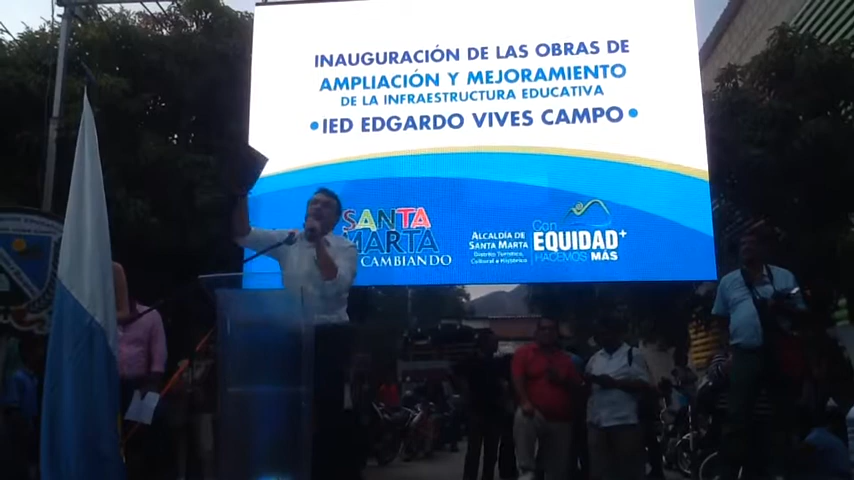 INAUGURACIÓN DE LAS OBRAS DE
AMPLIACIÓN Y MEJORAMIENTO
DE LA INFRAESTRUCTURA EDUCATIVA
• IED EDGARDO VIVES CAMPO •
SANTA
MARTA
CAMBIANDO
ALCALDÍA DE
SANTA MARTA
Distrito Turístico,
Cultural e Histórico
Con
EQUIDAD+
HACEMOS MÁS